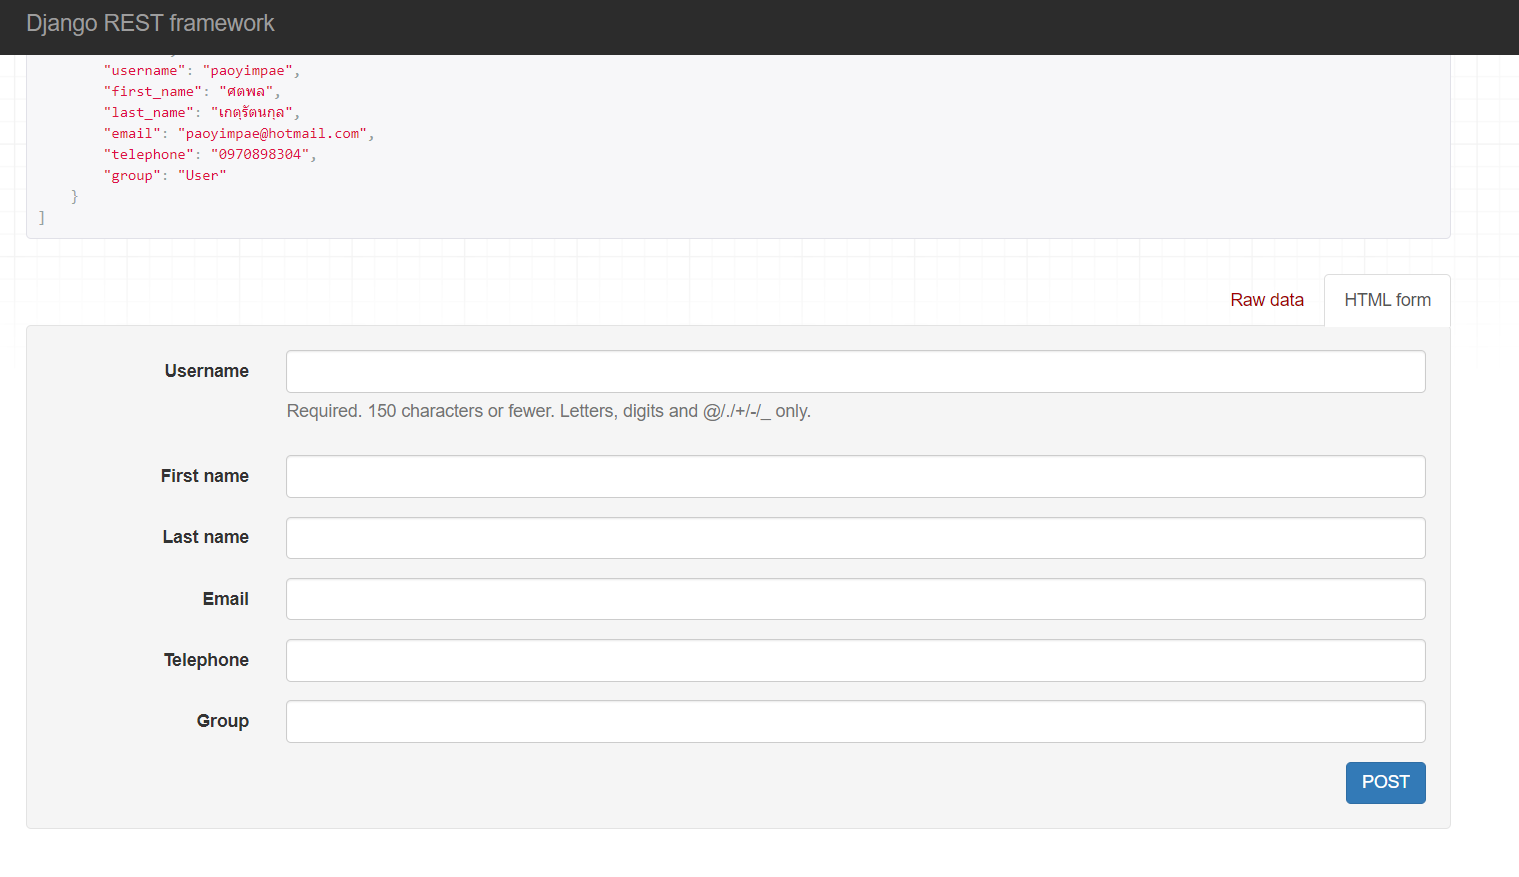 Django REST framework
"username": "paoyimpae",
"first_name": "ศตพล",
"last_name": "เกตุรัตนกุล",
"email": "paoyimpae@hotmail.com",
"telephone": "0970898304",
"group": "User"
}
]
Raw data
HTML form
Username
Required. 150 characters or fewer. Letters, digits and @/./+/-/_ only.
First name
Last name
Email
Telephone
Group
POST